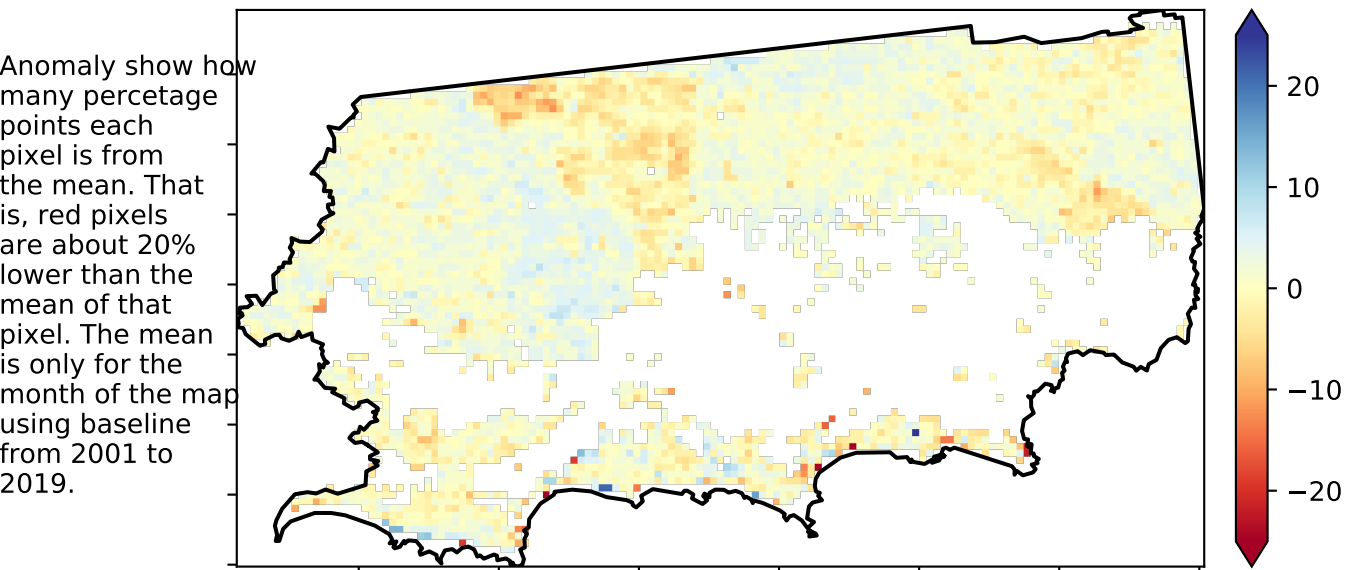 Anomaly show how
many percetage
points each
pixel is from
the mean. That
is, red pixels
are about 20%
lower than the
mean of that
pixel. The mean
is only for the
month of the map
using baseline
from 2001 to
2019.
20
10
0
−10
−20